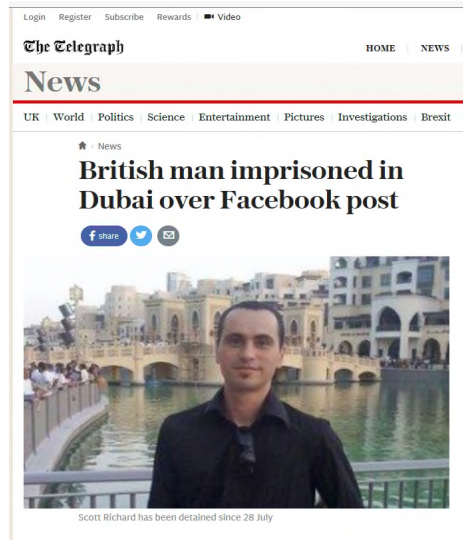 Login Register Subscribe Rewards Video
The Telegraph
HOME NEWS
News
UK World Politics Science Entertainment Pictures Investigations Brexit
News
British man imprisoned in
Dubai over Facebook post
f share
Scott Richard has been detained since 28 July